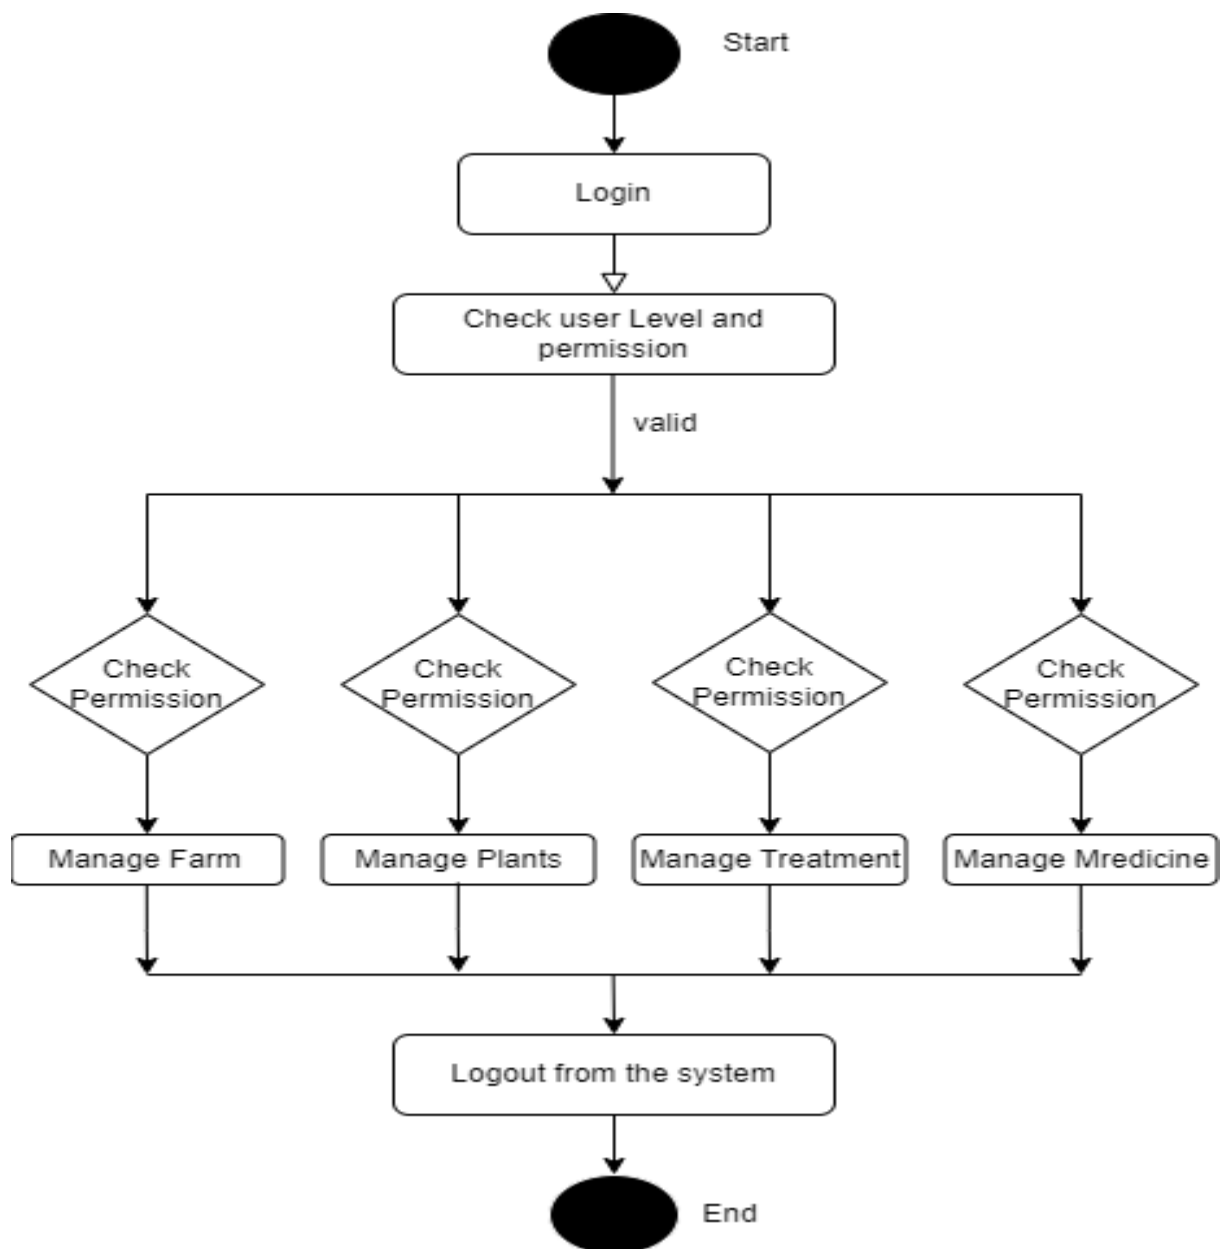 Start
Login
Check user Level and
permission
valid
Check
Permission
Check
Permission
Check
Permission
Check
Permission
Manage Farm
Manage Plants
Manage Treatment
Manage Mredicine
Logout from the system
End